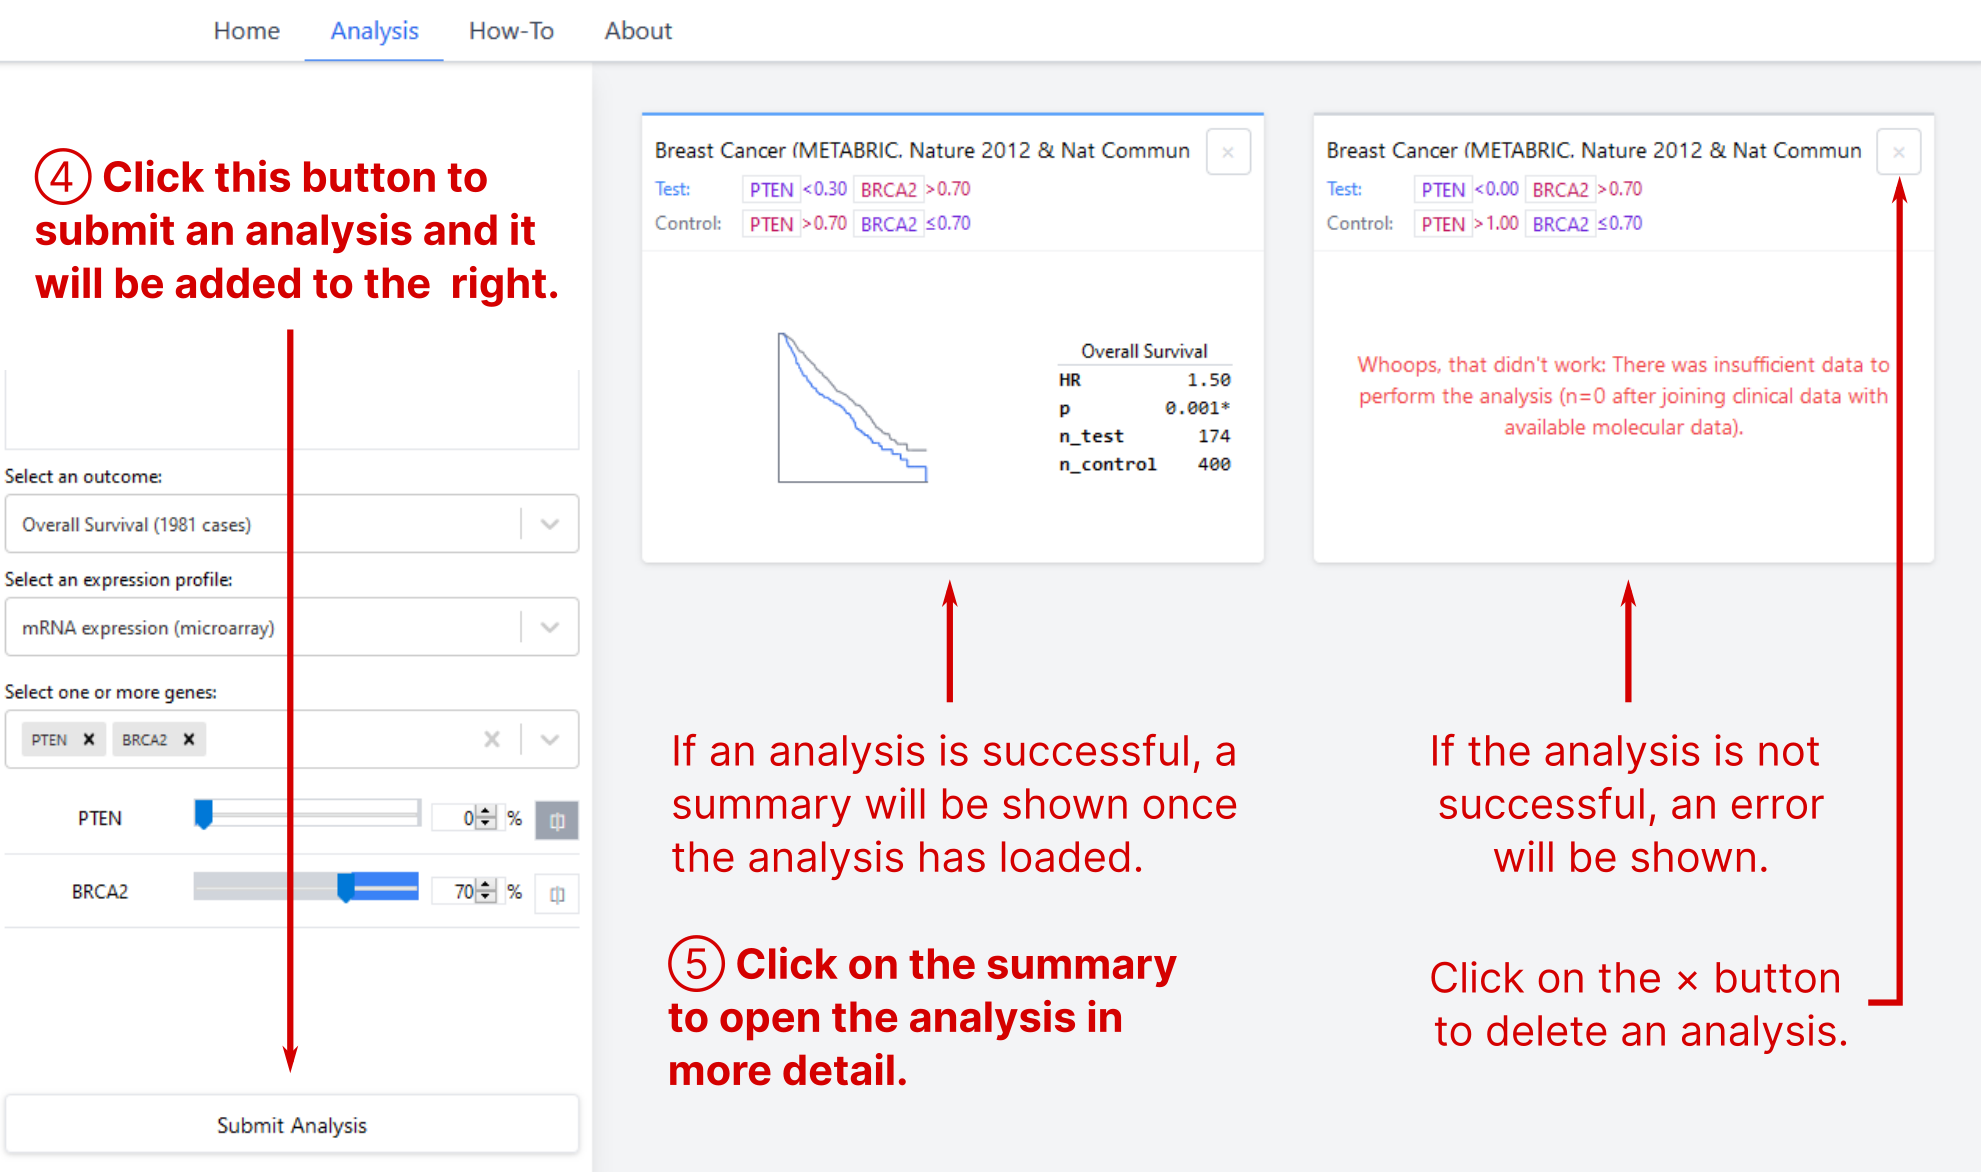 Home Analysis How-To About
④ Click this button to
submit an analysis and it
will be added to the right.
Select an outcome:
Overall Survival (1981 cases)
Select an expression profile:
mRNA expression (microarray)
Select one or more genes:
PTEN × BRCA2 ×
PTEN 0 %
BRCA2 70 %
Submit Analysis
Breast Cancer (METABRIC, Nature 2012 & Nat Commun ×
Test: PTEN <0.30 BRCA2 >0.70
Control: PTEN >0.70 BRCA2 ≤0.70
Overall Survival
HR 1.50
p 0.001*
n_test 174
n_control 400
If an analysis is successful, a
summary will be shown once
the analysis has loaded.
⑤ Click on the summary
to open the analysis in
more detail.
Breast Cancer (METABRIC, Nature 2012 & Nat Commun ×
Test: PTEN <0.00 BRCA2 >0.70
Control: PTEN >1.00 BRCA2 ≤0.70
Whoops, that didn't work: There was insufficient data to
perform the analysis (n=0 after joining clinical data with
available molecular data).
If the analysis is not
successful, an error
will be shown.
Click on the × button
to delete an analysis.